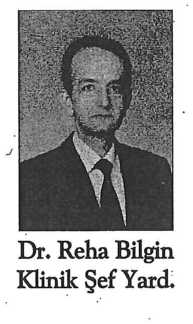 Dr. Reha Bilgin
Klinik Şef Yard.